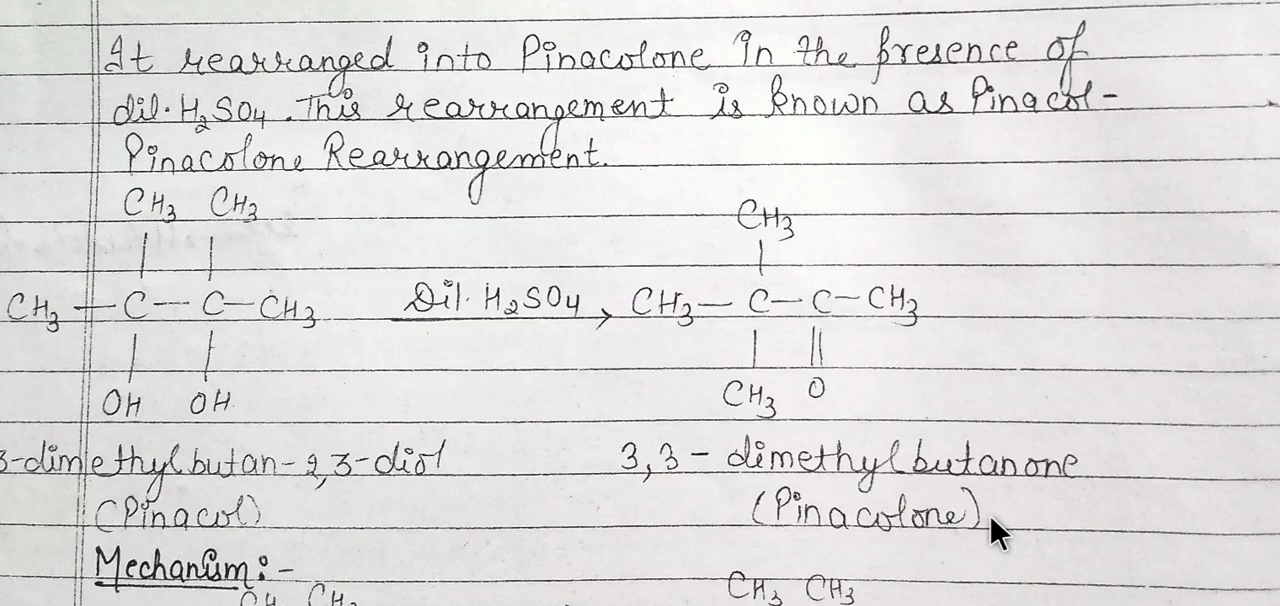 It rearranged into Pinacolone in the presence of
dil. H₂SO₄. This rearrangement is known as Pinacol-
Pinacolone Rearrangement.
CH₃ CH₃ CH₃
CH₃ — C — C — CH₃ Dil. H₂SO₄ → CH₃ — C — C — CH₃
OH OH CH₃ O
3-dimethylbutan-2,3-diol 3,3-dimethylbutanone
(Pinacol) (Pinacolone)
Mechanism:-
CH₃ CH₃